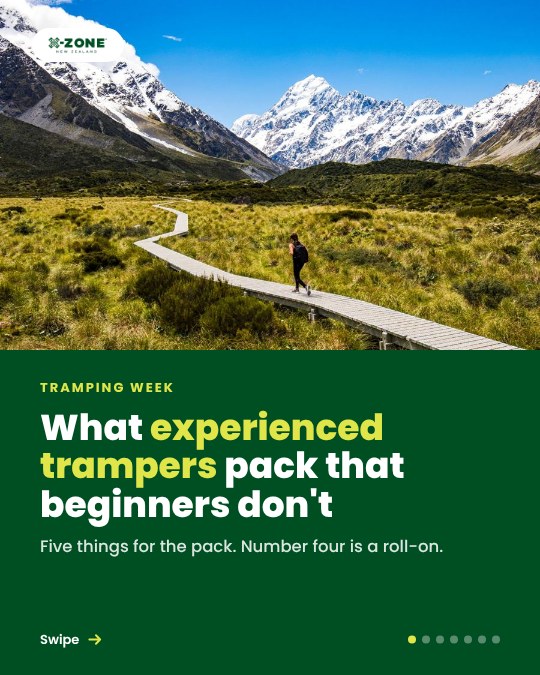 X-ZONE
NEW ZEALAND
TRAMPING WEEK
What experienced
trampers pack that
beginners don't
Five things for the pack. Number four is a roll-on.
Swipe →